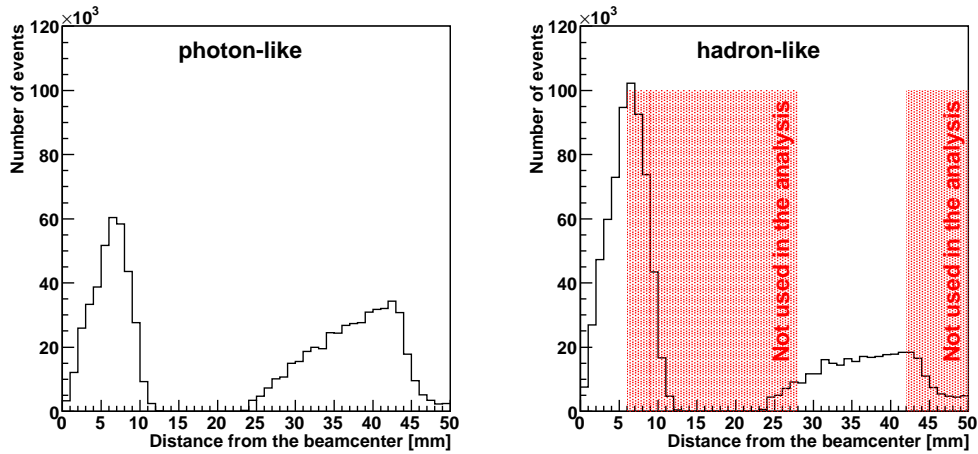 ×10³
120
100
80
60
40
20
0
Number of events
photon-like
0 5 10 15 20 25 30 35 40 45 50
Distance from the beamcenter [mm]
×10³
120
100
80
60
40
20
0
Number of events
hadron-like
Not used in the analysis
Not used in the analysis
0 5 10 15 20 25 30 35 40 45 50
Distance from the beamcenter [mm]